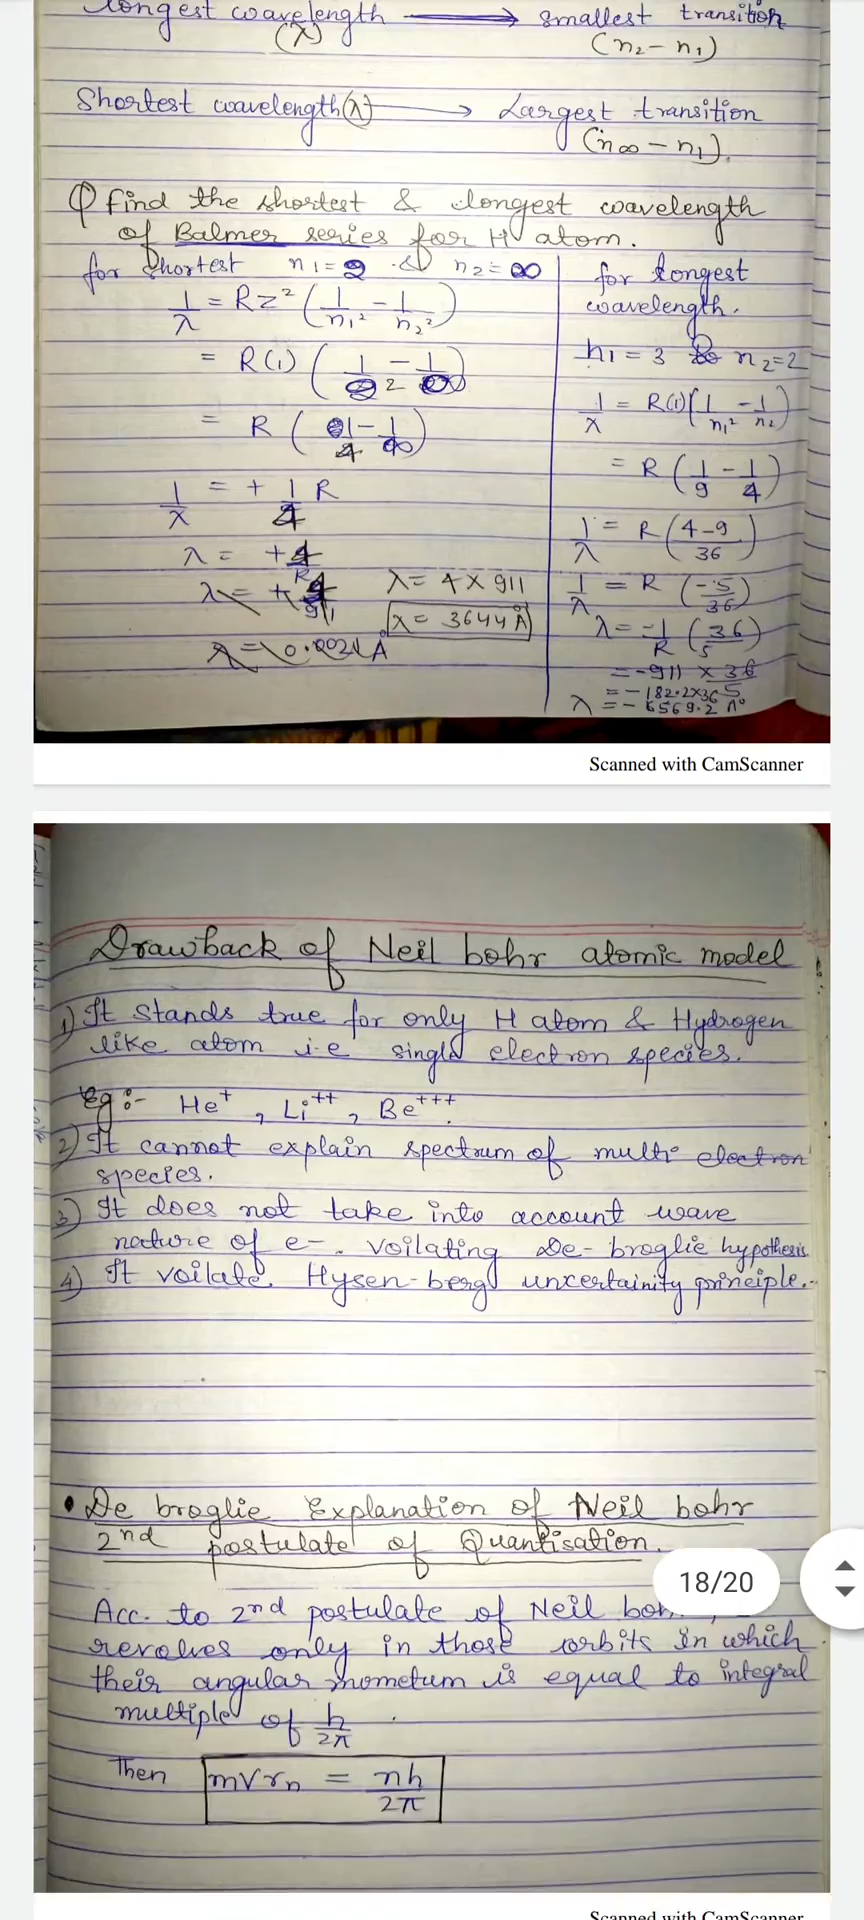 longest wavelength → smallest transition
(λ) (n₂ - n₁)
Shortest wavelength (λ) → Largest transition
(n∞ - n₁).
Q find the shortest & longest wavelength
of Balmer series for H atom.
for shortest n₁ = 2 & n₂ = ∞
1/λ = Rz² (1/n₁² - 1/n₂²)
= R(1) (1/2² - 1/∞)
= R (1/4 - 1/∞)
1/λ = + 1/4 R
λ = + 4/R
λ = 4 × 911
λ = 3644 Å
λ = 0.0021 Å
for longest
wavelength.
n₁ = 3 & n₂ = 2
1/λ = R(1) (1/n₁² - 1/n₂)
= R (1/9 - 1/4)
1/λ = R (4-9/36)
1/λ = R (-5/36)
λ = -1/R (36/5)
= -911 × 36/5
= -182.2×36
λ = - 6569.2 A°
Scanned with CamScanner
Drawback of Neil bohr atomic model
1) It stands true for only H atom & Hydrogen
like atom i-e single electron species.
Eg:- He⁺, Li⁺⁺, Be⁺⁺⁺.
2) It cannot explain spectrum of multi electron
species.
3) It does not take into account wave
nature of e-. voilating De-broglie hypothesis
4) It voilate Hysen-berg uncertainity principle.
• De broglie Explanation of Neil bohr
2nd postulate of Quantisation.
18/20
Acc. to 2nd postulate of Neil
revolves only in those orbits in which
their angular mometum is equal to integral
multiple of h/2π
Then mvrn = nh/2π
Scanned with CamScanner